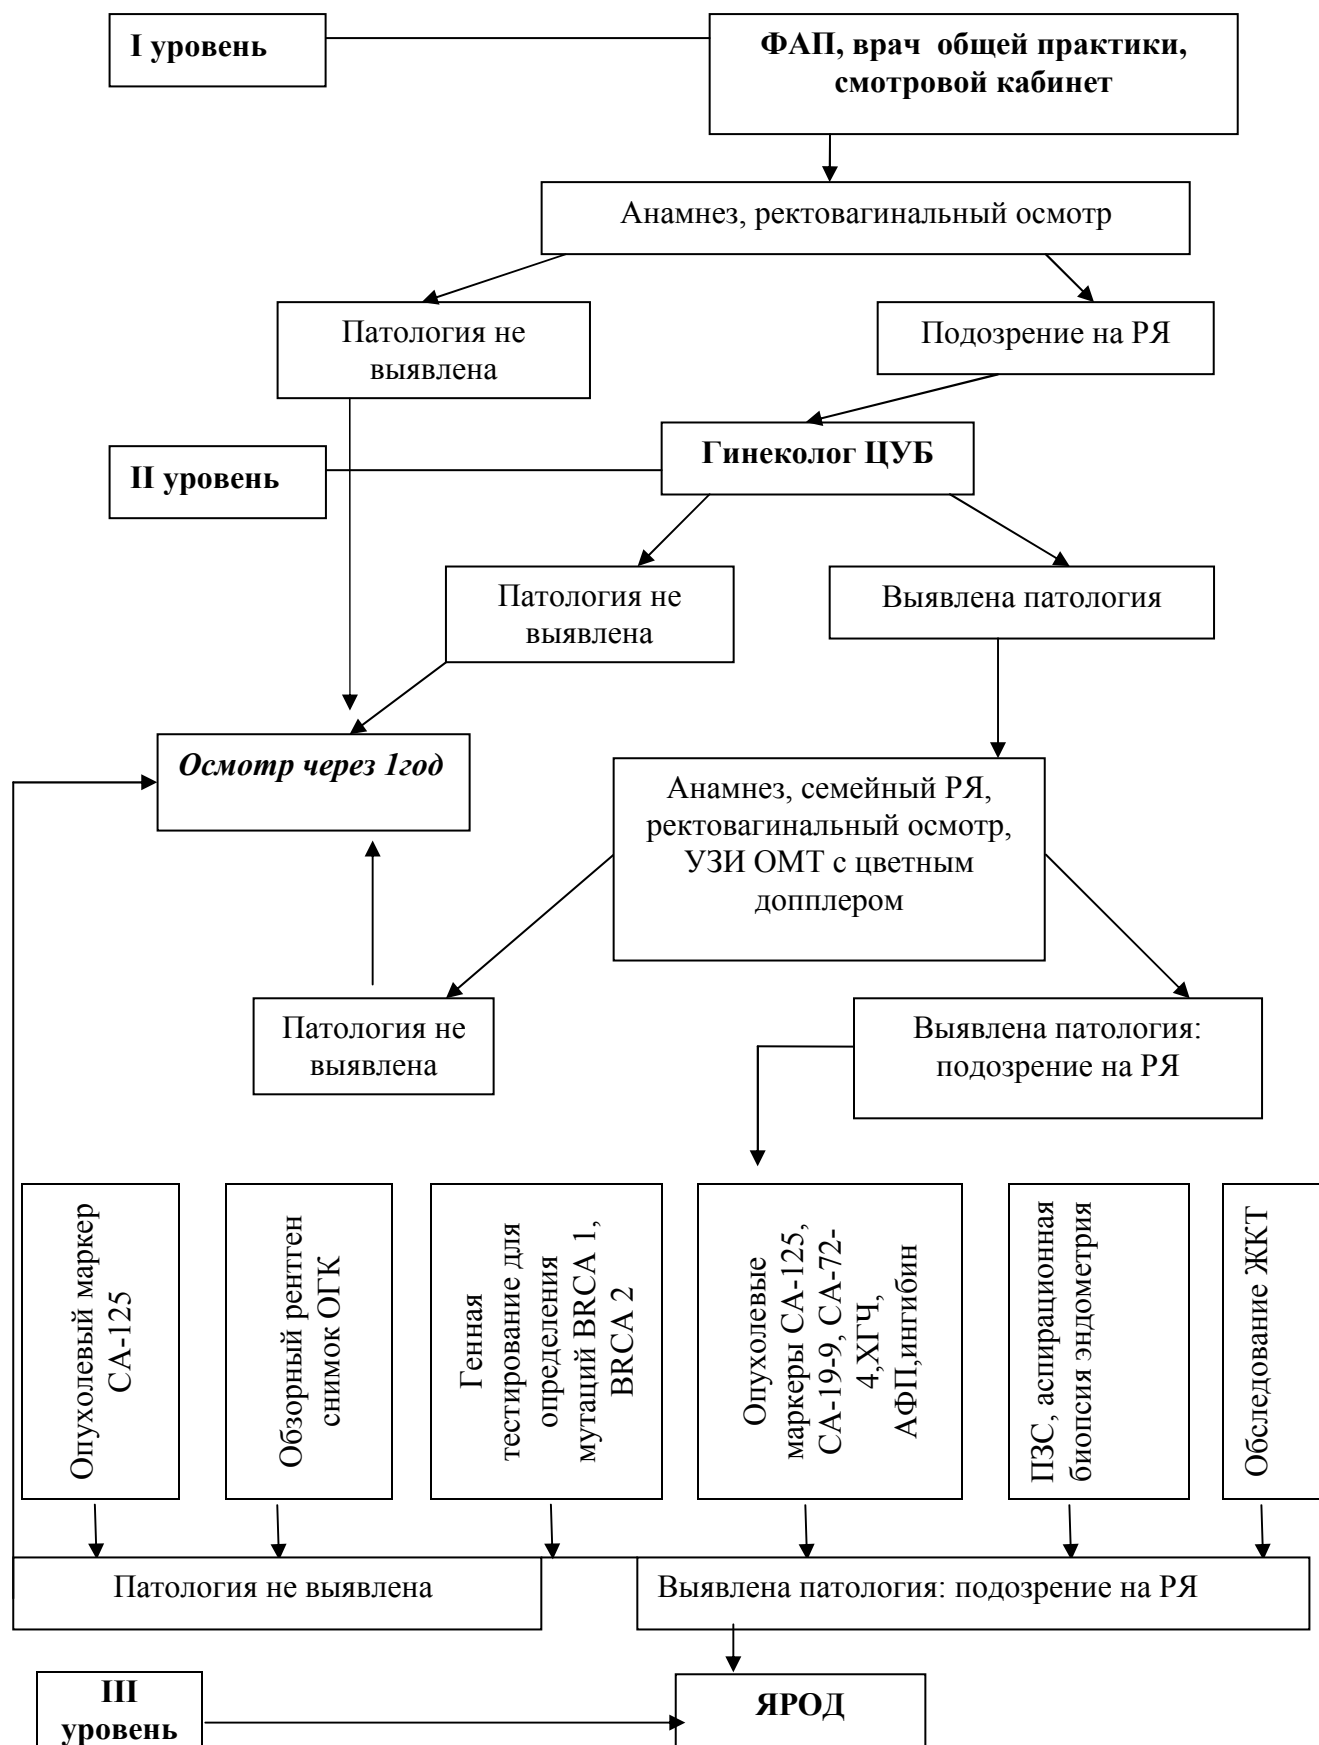 I уровень
ФАП, врач общей практики,
смотровой кабинет
Анамнез, ректовагинальный осмотр
Патология не
выявлена
Подозрение на РЯ
Гинеколог ЦУБ
II уровень
Патология не
выявлена
Выявлена патология
Осмотр через 1год
Анамнез, семейный РЯ,
ректовагинальный осмотр,
УЗИ ОМТ с цветным
допплером
Патология не
выявлена
Выявлена патология:
подозрение на РЯ
Опухолевый маркер
СА-125
Обзорный рентген
снимок ОГК
Генная
тестирование для
определения
мутаций BRCA 1,
BRCA 2
Опухолевые
маркеры СА-125,
СА-19-9, СА-72-
4,ХГЧ,
АФП,ингибин
ПЗС, аспирационная
биопсия эндометрия
Обследование ЖКТ
Патология не выявлена
Выявлена патология: подозрение на РЯ
III
уровень
ЯРОД